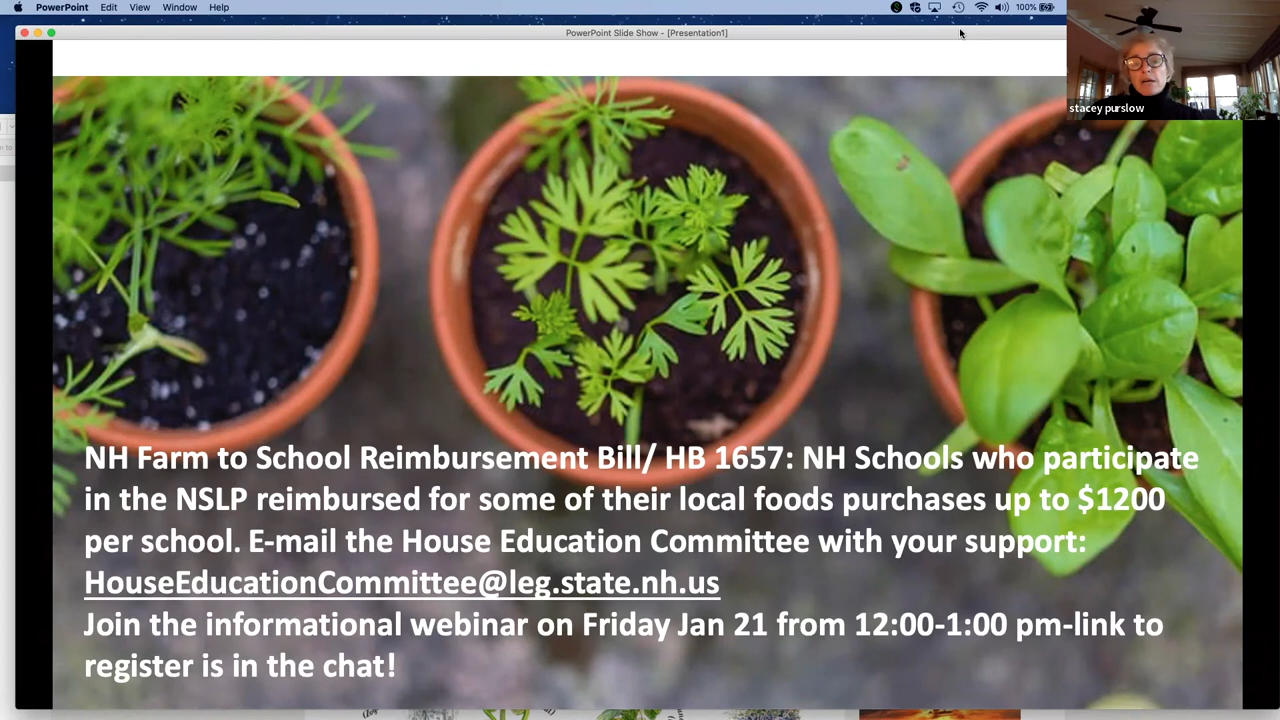 PowerPoint Edit View Window Help 100%
PowerPoint Slide Show - [Presentation1]
stacey purslow
NH Farm to School Reimbursement Bill/ HB 1657: NH Schools who participate
in the NSLP reimbursed for some of their local foods purchases up to $1200
per school. E-mail the House Education Committee with your support:
HouseEducationCommittee@leg.state.nh.us
Join the informational webinar on Friday Jan 21 from 12:00-1:00 pm-link to
register is in the chat!